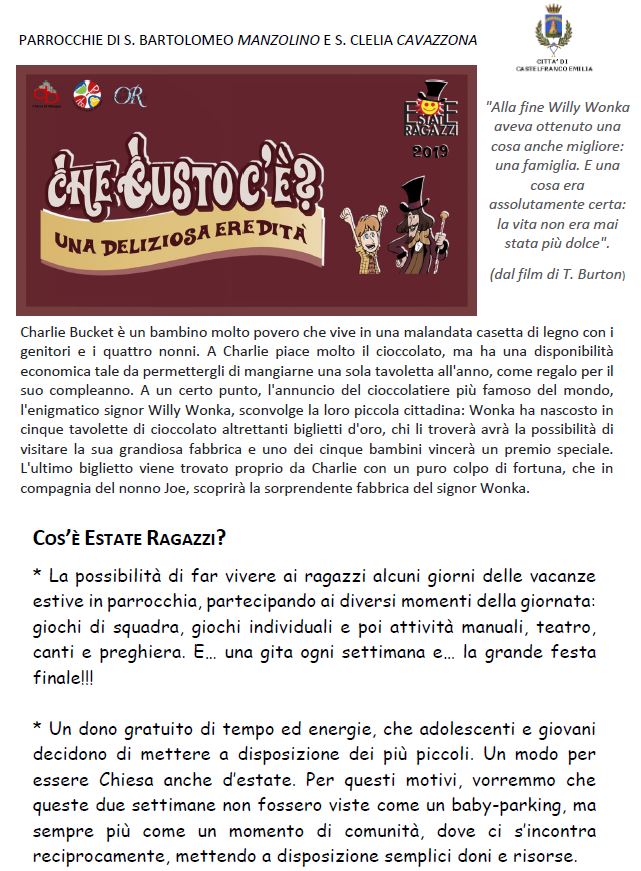 PARROCCHIE DI S. BARTOLOMEO MANZOLINO E S. CLELIA CAVAZZONA
CITTA' DI
CASTELFRANCO EMILIA
OR
ESTATE
RAGAZZI
2019
CHE GUSTO C'È?
UNA DELIZIOSA EREDITÀ
"Alla fine Willy Wonka
aveva ottenuto una
cosa anche migliore:
una famiglia. E una
cosa era
assolutamente certa:
la vita non era mai
stata più dolce".
(dal film di T. Burton)
Charlie Bucket è un bambino molto povero che vive in una malandata casetta di legno con i
genitori e i quattro nonni. A Charlie piace molto il cioccolato, ma ha una disponibilità
economica tale da permettergli di mangiarne una sola tavoletta all'anno, come regalo per il
suo compleanno. A un certo punto, l'annuncio del cioccolatiere più famoso del mondo,
l'enigmatico signor Willy Wonka, sconvolge la loro piccola cittadina: Wonka ha nascosto in
cinque tavolette di cioccolato altrettanti biglietti d'oro, chi li troverà avrà la possibilità di
visitare la sua grandiosa fabbrica e uno dei cinque bambini vincerà un premio speciale.
L'ultimo biglietto viene trovato proprio da Charlie con un puro colpo di fortuna, che in
compagnia del nonno Joe, scoprirà la sorprendente fabbrica del signor Wonka.
COS'È ESTATE RAGAZZI?
* La possibilità di far vivere ai ragazzi alcuni giorni delle vacanze
estive in parrocchia, partecipando ai diversi momenti della giornata:
giochi di squadra, giochi individuali e poi attività manuali, teatro,
canti e preghiera. E… una gita ogni settimana e… la grande festa
finale!!!
* Un dono gratuito di tempo ed energie, che adolescenti e giovani
decidono di mettere a disposizione dei più piccoli. Un modo per
essere Chiesa anche d'estate. Per questi motivi, vorremmo che
queste due settimane non fossero viste come un baby-parking, ma
sempre più come un momento di comunità, dove ci s'incontra
reciprocamente, mettendo a disposizione semplici doni e risorse.